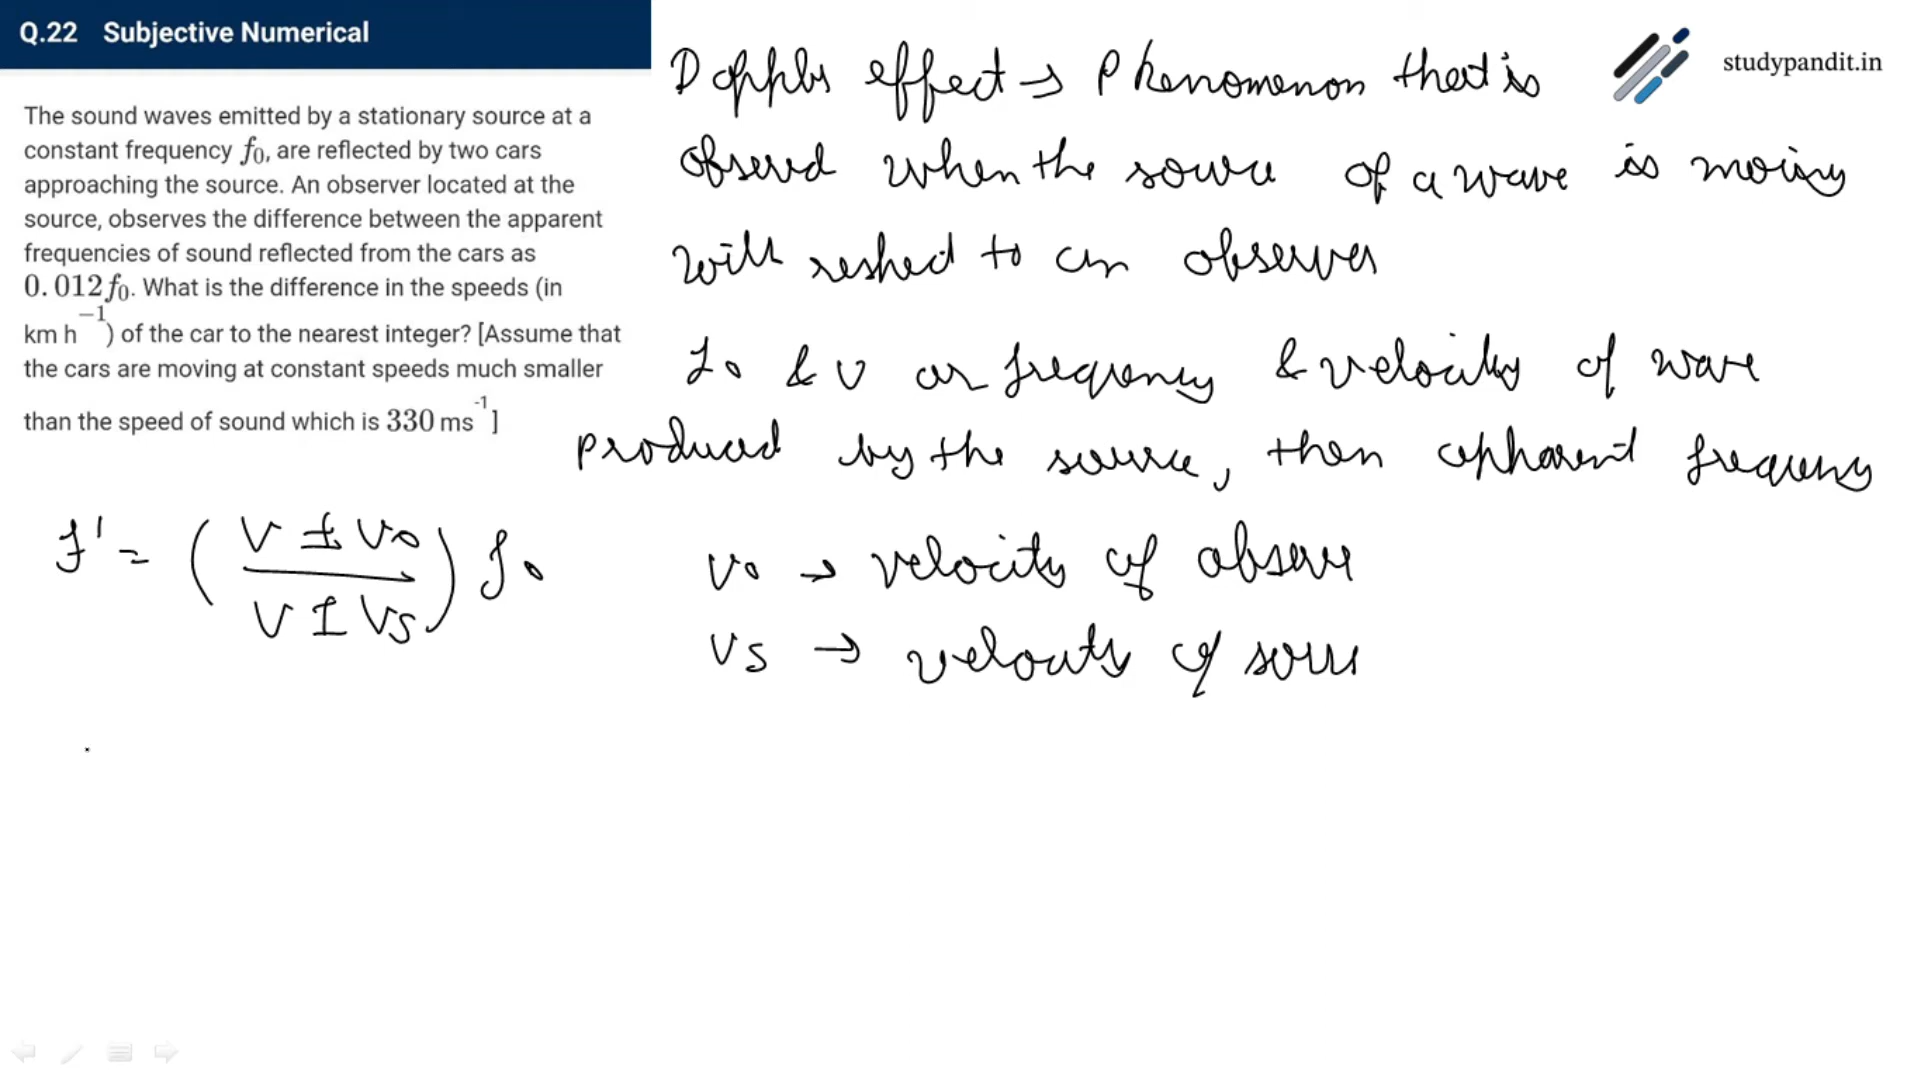 Q.22 Subjective Numerical
studypandit.in
The sound waves emitted by a stationary source at a
constant frequency f₀, are reflected by two cars
approaching the source. An observer located at the
source, observes the difference between the apparent
frequencies of sound reflected from the cars as
0.012f₀. What is the difference in the speeds (in
km h⁻¹) of the car to the nearest integer? [Assume that
the cars are moving at constant speeds much smaller
than the speed of sound which is 330 ms⁻¹]
effect → Phenomenon that is
when the source of a wave is moving
to an observer
f₀ & v are frequency & velocity of wave
produced by the source, then apparent frequency
f' = (v ± v₀ / v ± vs) f₀
v₀ → velocity of
vs → velocity of